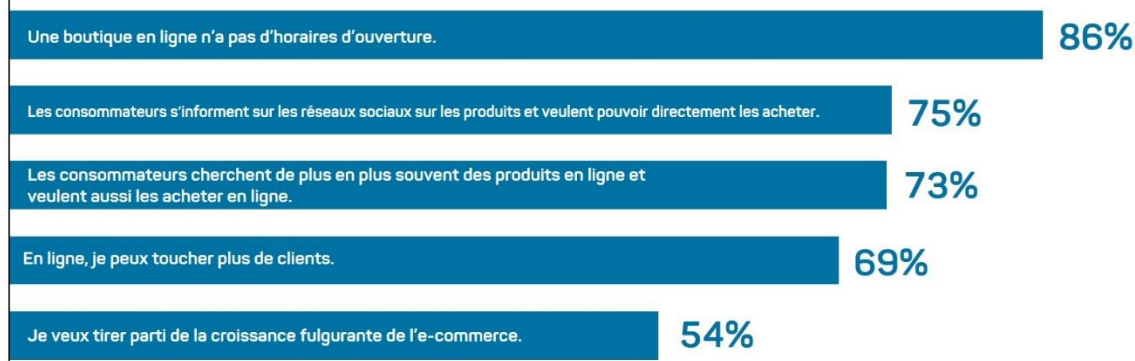 Une boutique en ligne n’a pas d’horaires d’ouverture.
86%
Les consommateurs s’informent sur les réseaux sociaux sur les produits et veulent pouvoir directement les acheter.
75%
Les consommateurs cherchent de plus en plus souvent des produits en ligne et
veulent aussi les acheter en ligne.
73%
En ligne, je peux toucher plus de clients.
69%
Je veux tirer parti de la croissance fulgurante de l’e-commerce.
54%